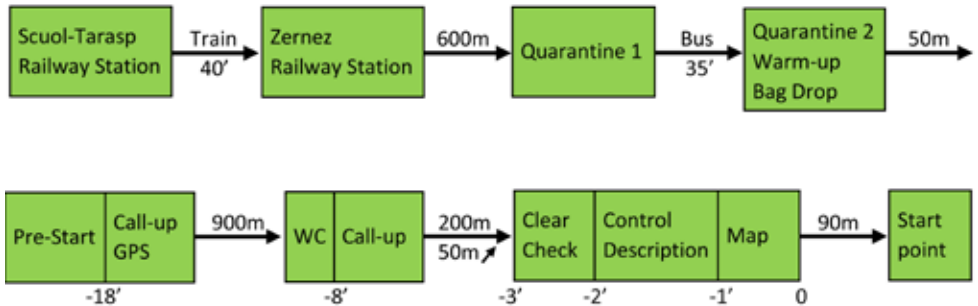 Scuol-Tarasp
Railway Station
Train
40’
Zernez
Railway Station
600m
Quarantine 1
Bus
35’
Quarantine 2
Warm-up
Bag Drop
50m
Pre-Start
Call-up
GPS
-18’
900m
WC
Call-up
-8’
200m
50m
Clear
Check
Control
Description
Map
-3’
-2’
-1’
0
90m
Start
point